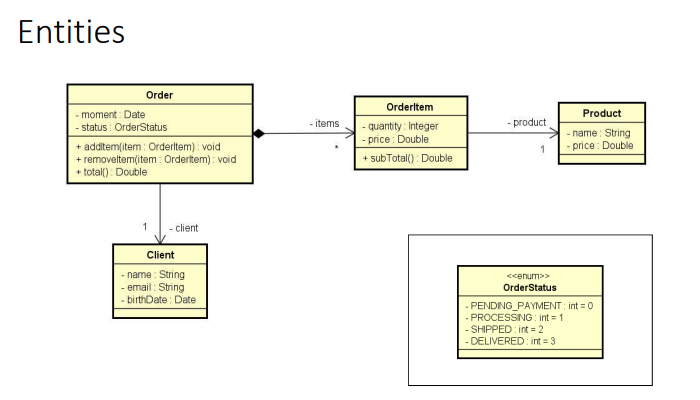 Entities
Order
- moment : Date
- status : OrderStatus
+ addItem(item : OrderItem) : void
+ removeItem(item : OrderItem) : void
+ total() : Double
- items
*
OrderItem
- quantity : Integer
- price : Double
+ subTotal() : Double
- product
1
Product
- name : String
- price : Double
1
- client
Client
- name : String
- email : String
- birthDate : Date
<<enum>>
OrderStatus
- PENDING_PAYMENT : int = 0
- PROCESSING : int = 1
- SHIPPED : int = 2
- DELIVERED : int = 3